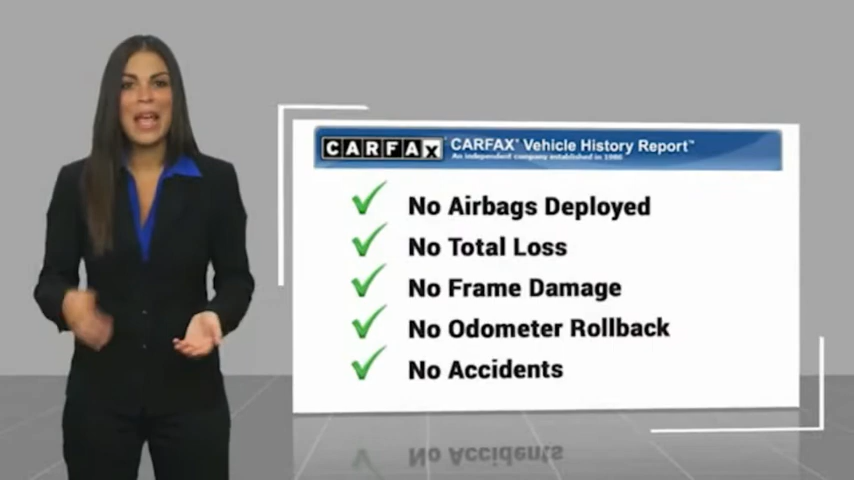 CARFAX CARFAX® Vehicle History Report™
An independent company established in 1986
No Airbags Deployed
No Total Loss
No Frame Damage
No Odometer Rollback
No Accidents
No Accidents